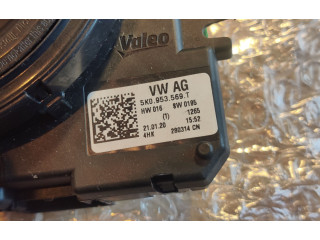 Valeo
VW AG
5K0.953.569.T
HW 016 SW 0195
(1) 1265
21.01.20 15:52
4HX 280314 CN